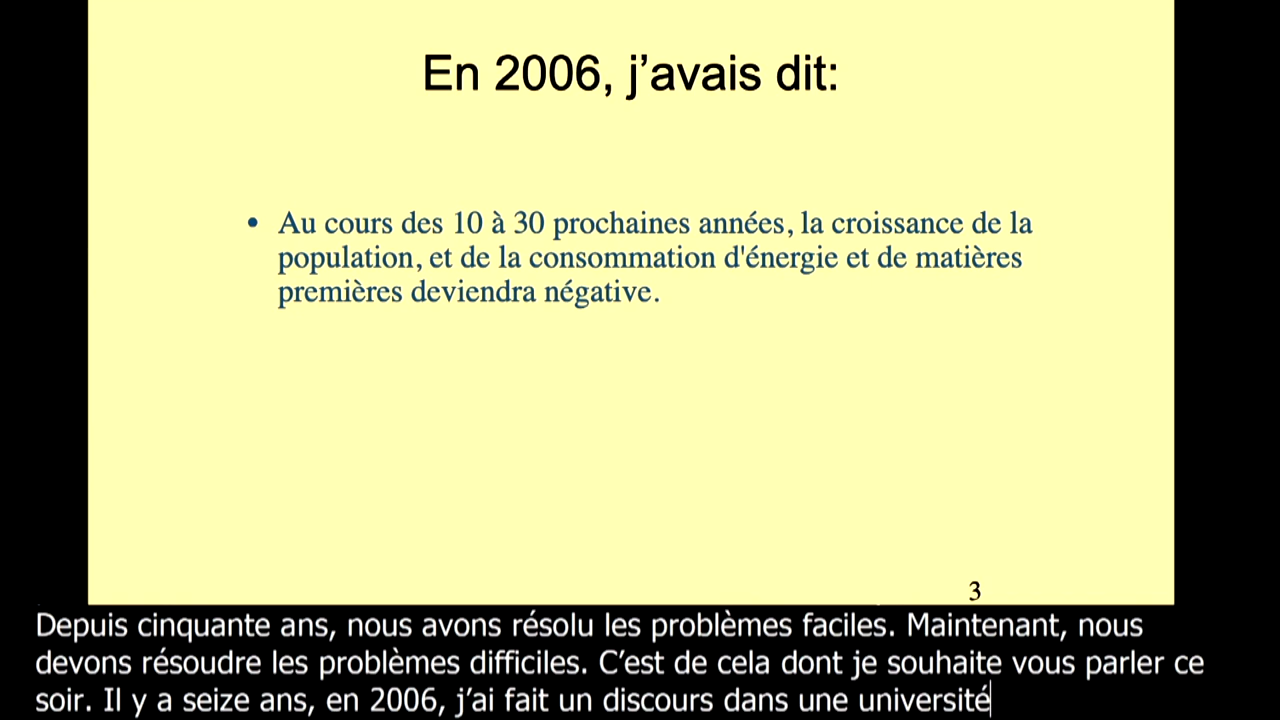 En 2006, j’avais dit:
• Au cours des 10 à 30 prochaines années, la croissance de la
population, et de la consommation d'énergie et de matières
premières deviendra négative.
3
Depuis cinquante ans, nous avons résolu les problèmes faciles. Maintenant, nous
devons résoudre les problèmes difficiles. C’est de cela dont je souhaite vous parler ce
soir. Il y a seize ans, en 2006, j’ai fait un discours dans une université